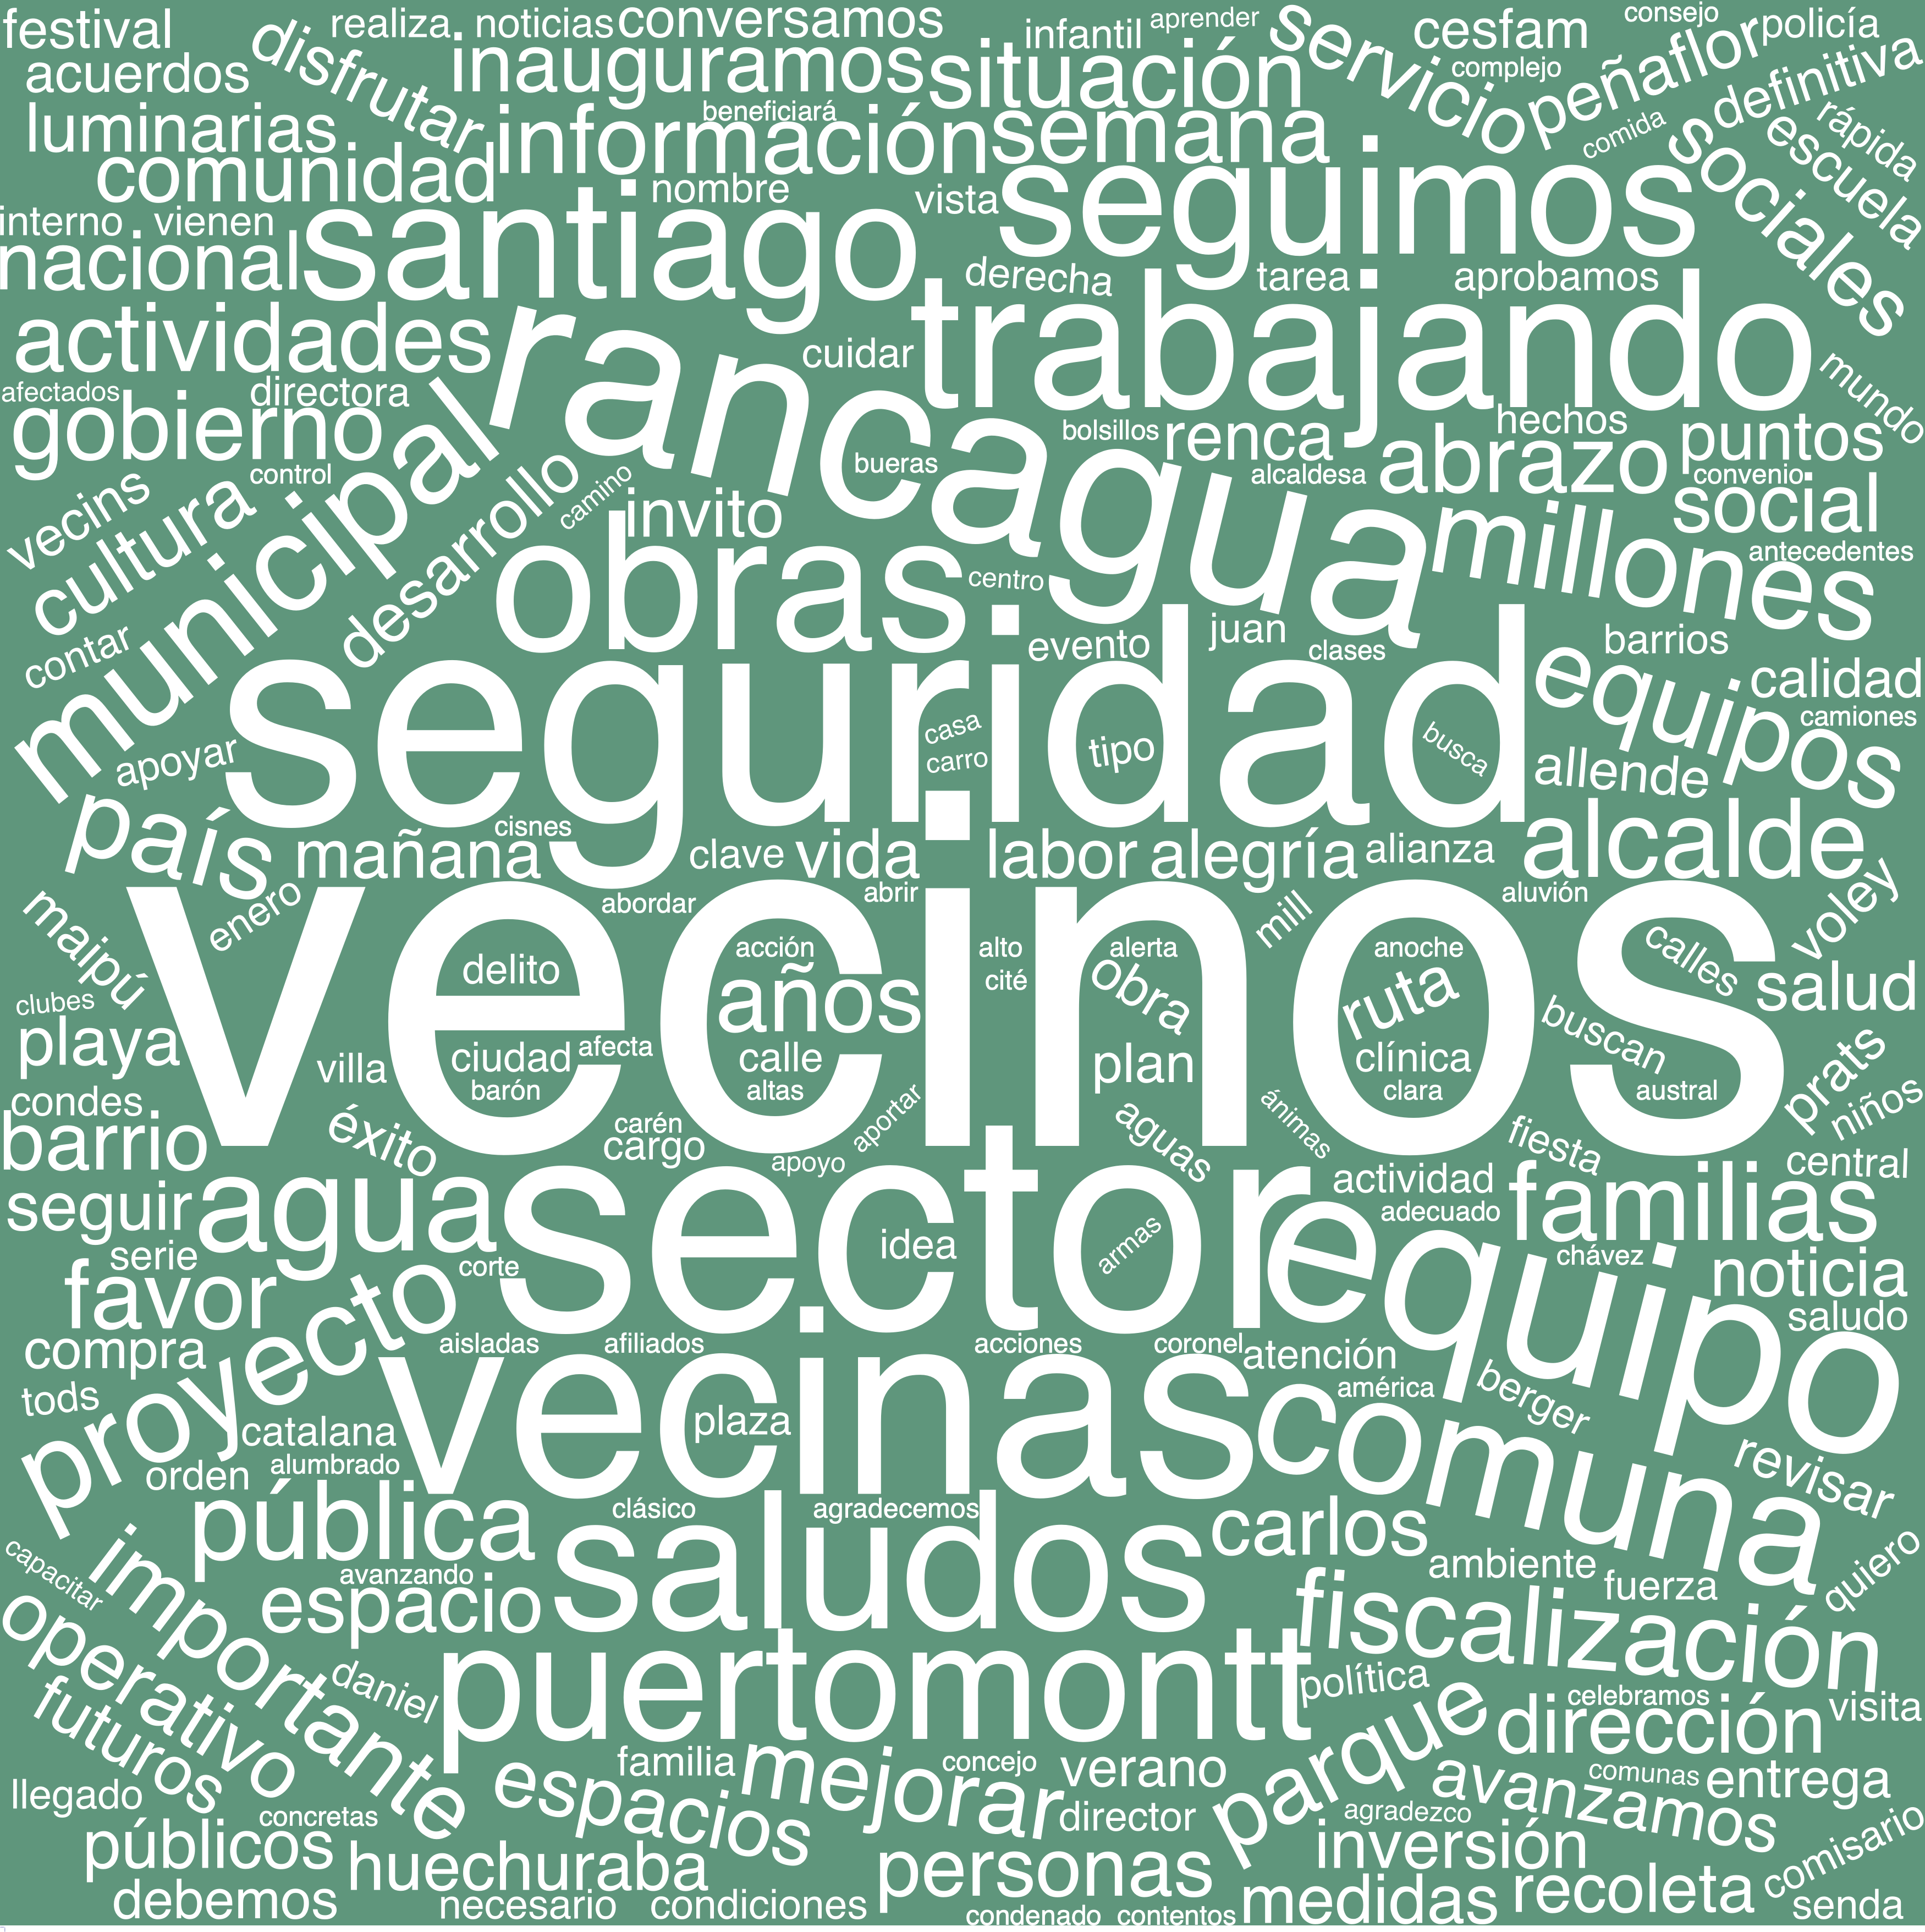 festival
disfrutar
realiza
noticias
conversamos
infantil
aprender
servicio
cesfam
consejo
policía
acuerdos
inauguramos
situación
complejo
peñaflor
definitiva
luminarias
beneficiará
información
semana
comida
rápida
escuela
comunidad
sociales
nombre
vista
seguimos
interno
vienen
santiago
nacional
derecha
tarea
aprobamos
actividades
rancagua
cuidar
trabajando
mundo
afectados
directora
gobierno
municipal
bolsillos
renca
hechos
puntos
bueras
alcaldesa
abrazo
convenio
control
vecins
cultura
desarrollo
camino
invito
social
millones
antecedentes
obras
centro
contar
evento
juan
clases
barrios
seguridad
equipos
calidad
camiones
apoyar
casa
carro
tipo
busca
allende
país
cisnes
mañana
clave
vida
labor
alegría
alianza
alcalde
enero
abordar
abrir
aluvión
voley
maipú
vecinos
mill
delito
acción
alto
alerta
anoche
calles
años
cité
obra
ruta
salud
clubes
playa
buscan
villa
ciudad
afecta
calle
plan
clínica
prats
barón
altas
clara
austral
condes
niños
barrio
éxito
carén
cargo
aportar
apoyo
aguas
ánimas
fiesta
central
actividad
seguir
agua
sector
adecuado
familias
serie
idea
armas
corte
equipo
chávez
noticia
favor
proyecto
saludo
compra
aisladas
afiliados
acciones
coronel
atención
tods
vecinas
américa
berger
plaza
comuna
catalana
orden
alumbrado
revisar
pública
clásico
agradecemos
saludos
carlos
capacitar
importante
avanzando
ambiente
fuerza
quiero
espacio
operativo
fiscalización
puertomontt
daniel
política
futuros
parque
celebramos
dirección
visita
familia
mejorar
concejo
verano
espacios
avanzamos
comunas
entrega
llegado
concretas
director
agradezco
públicos
inversión
huechuraba
personas
comisario
debemos
necesario
condiciones
medidas
recoleta
senda
condenado
contentos